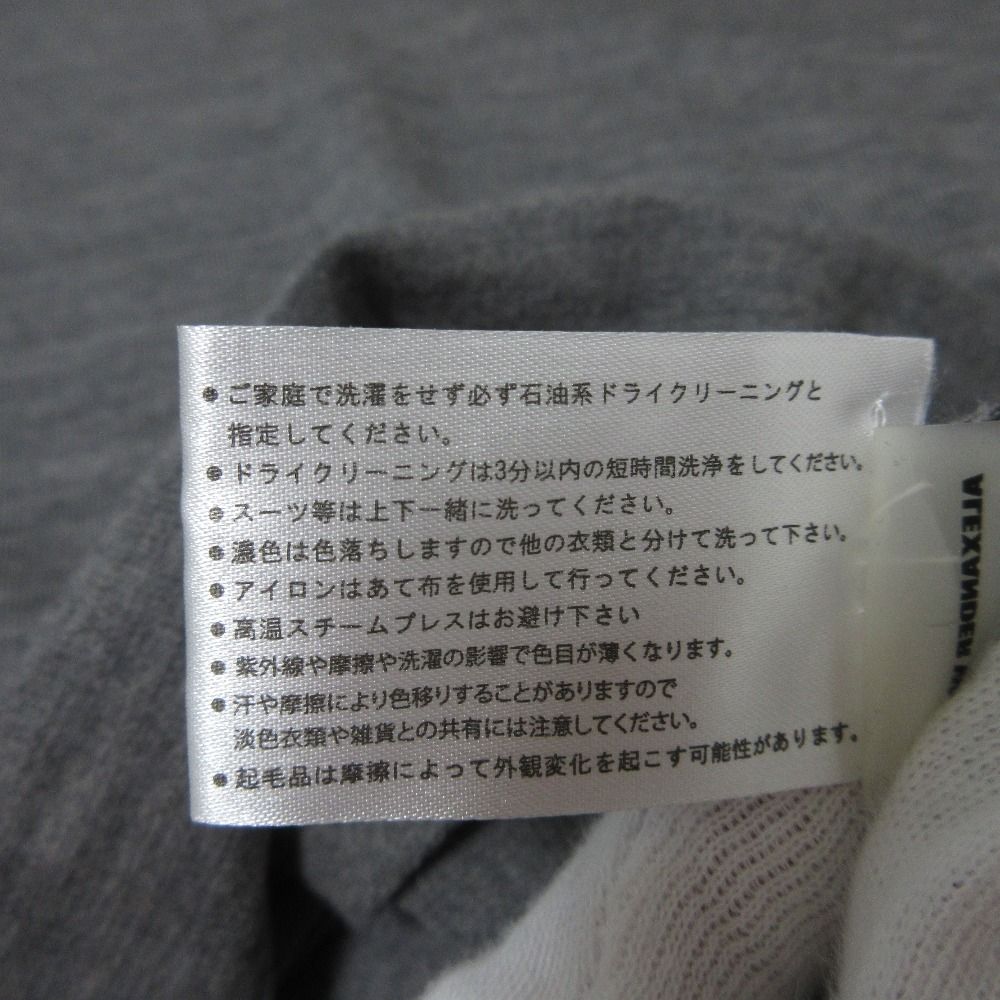 ●ご家庭で洗濯をせず必ず石油系ドライクリーニングと
指定してください。
●ドライクリーニングは3分以内の短時間洗浄をしてください。
●スーツ等は上下一緒に洗ってください。
●濃色は色落ちしますので他の衣類と分けて洗って下さい。
●アイロンはあて布を使用して行ってください。
●高温スチームプレスはお避け下さい
●紫外線や摩擦や洗濯の影響で色目が薄くなります。
●汗や摩擦により色移りすることがありますので
淡色衣類や雑貨との共有には注意してください。
●起毛品は摩擦によって外観変化を起こす可能性があります。
ALEXANDER